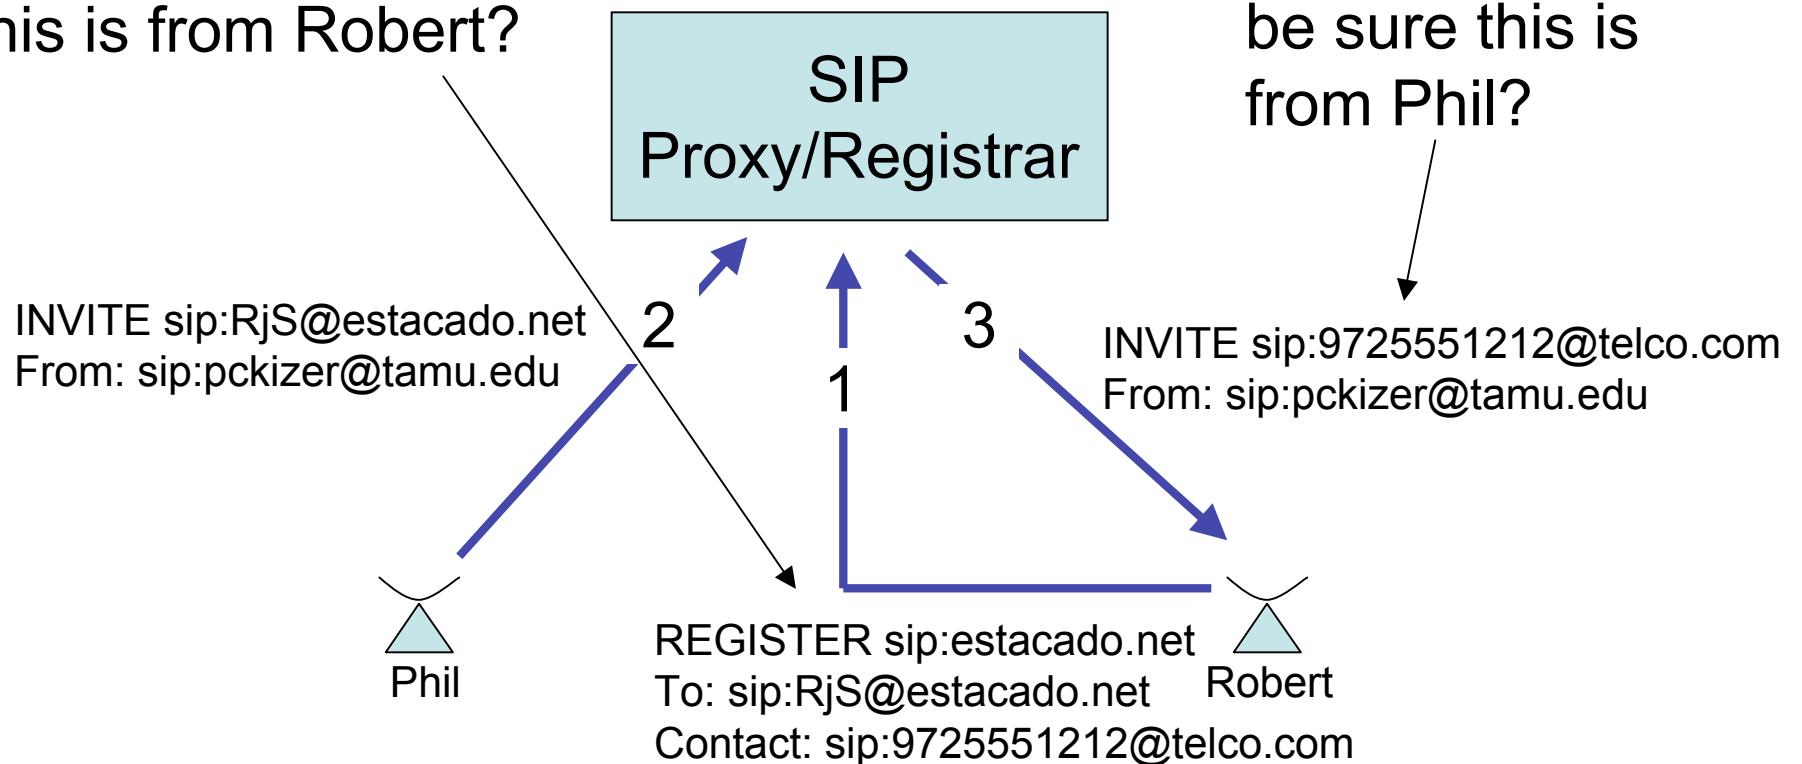 is is from Robert?
be sure this is
from Phil?
SIP
Proxy/Registrar
INVITE sip:RjS@estacado.net
From: sip:pckizer@tamu.edu
2
1
3
INVITE sip:9725551212@telco.com
From: sip:pckizer@tamu.edu
Phil
REGISTER sip:estacado.net
To: sip:RjS@estacado.net
Contact: sip:9725551212@telco.com
Robert